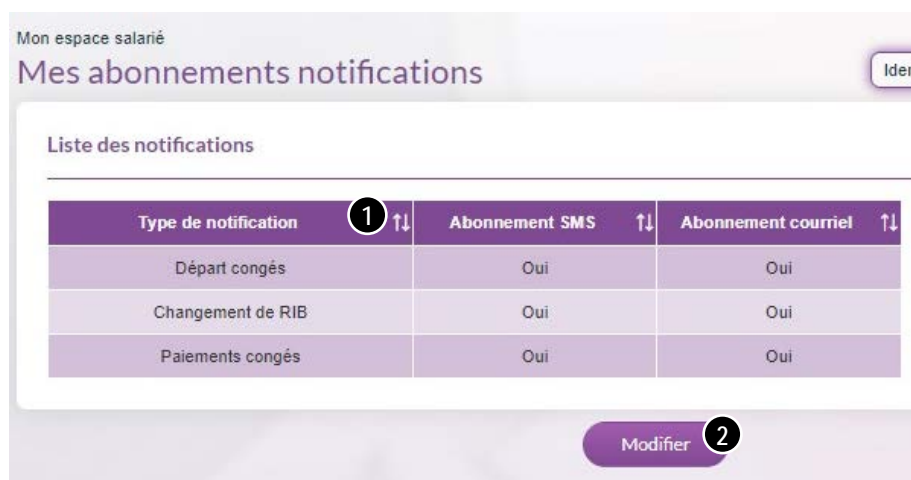 Mon espace salarié
Mes abonnements notifications
Liste des notifications
Type de notification 1 Abonnement SMS Abonnement courriel
Départ congés Oui Oui
Changement de RIB Oui Oui
Paiements congés Oui Oui
Modifier 2